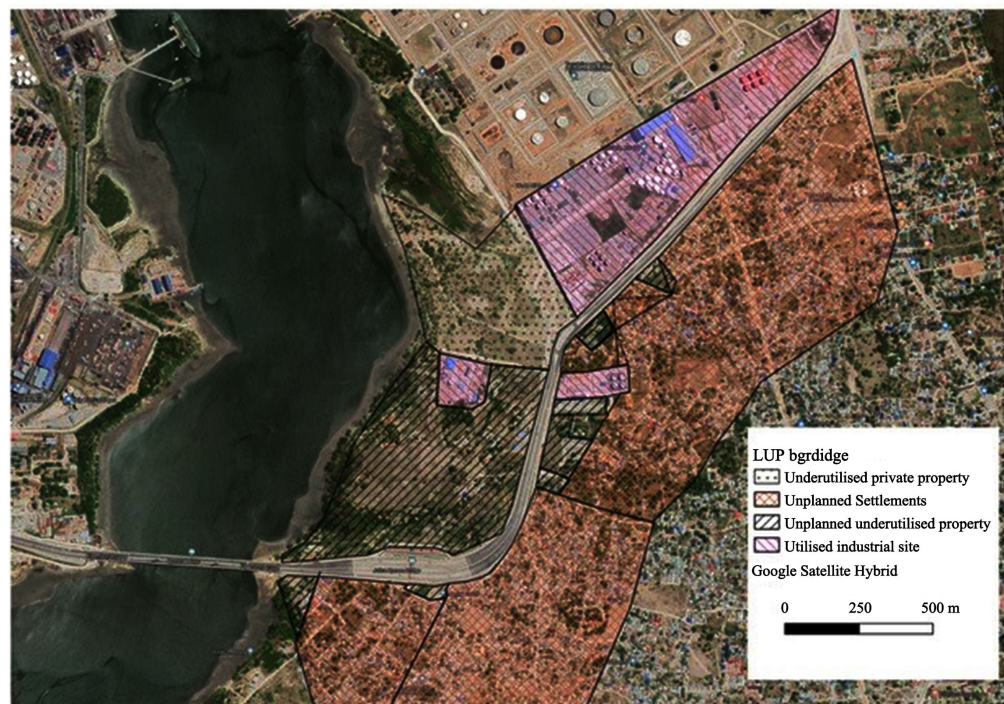 LUP bgrdidge
Underutilised private property
Unplanned Settlements
Unplanned underutilised property
Utilised industrial site
Google Satellite Hybrid
0 250 500 m